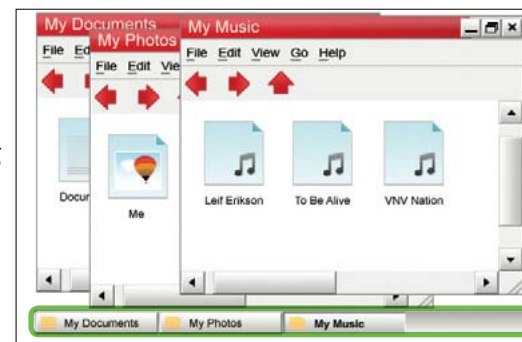 My Documents
My Photos
My Music
File Ed
File Edit Vie
File Edit View Go Help
Docur
Me
Leif Erikson
To Be Alive
VNV Nation
My Documents
My Photos
My Music